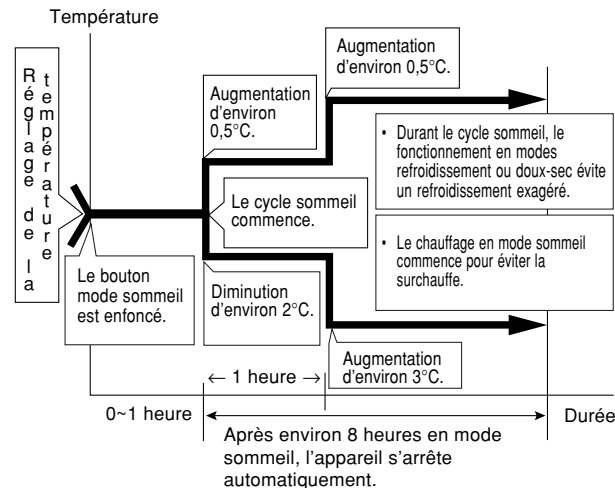 Température
Réglage de la
température
Augmentation
d'environ 0,5°C.
Augmentation
d'environ
0,5°C.
• Durant le cycle sommeil, le
fonctionnement en modes
refroidissement ou doux-sec évite
un refroidissement exagéré.
Le cycle sommeil
commence.
• Le chauffage en mode sommeil
commence pour éviter la
surchauffe.
Le bouton
mode sommeil
est enfoncé.
Diminution
d'environ 2°C.
← 1 heure →
Augmentation
d'environ 3°C.
0~1 heure
Durée
Après environ 8 heures en mode
sommeil, l'appareil s'arrête
automatiquement.